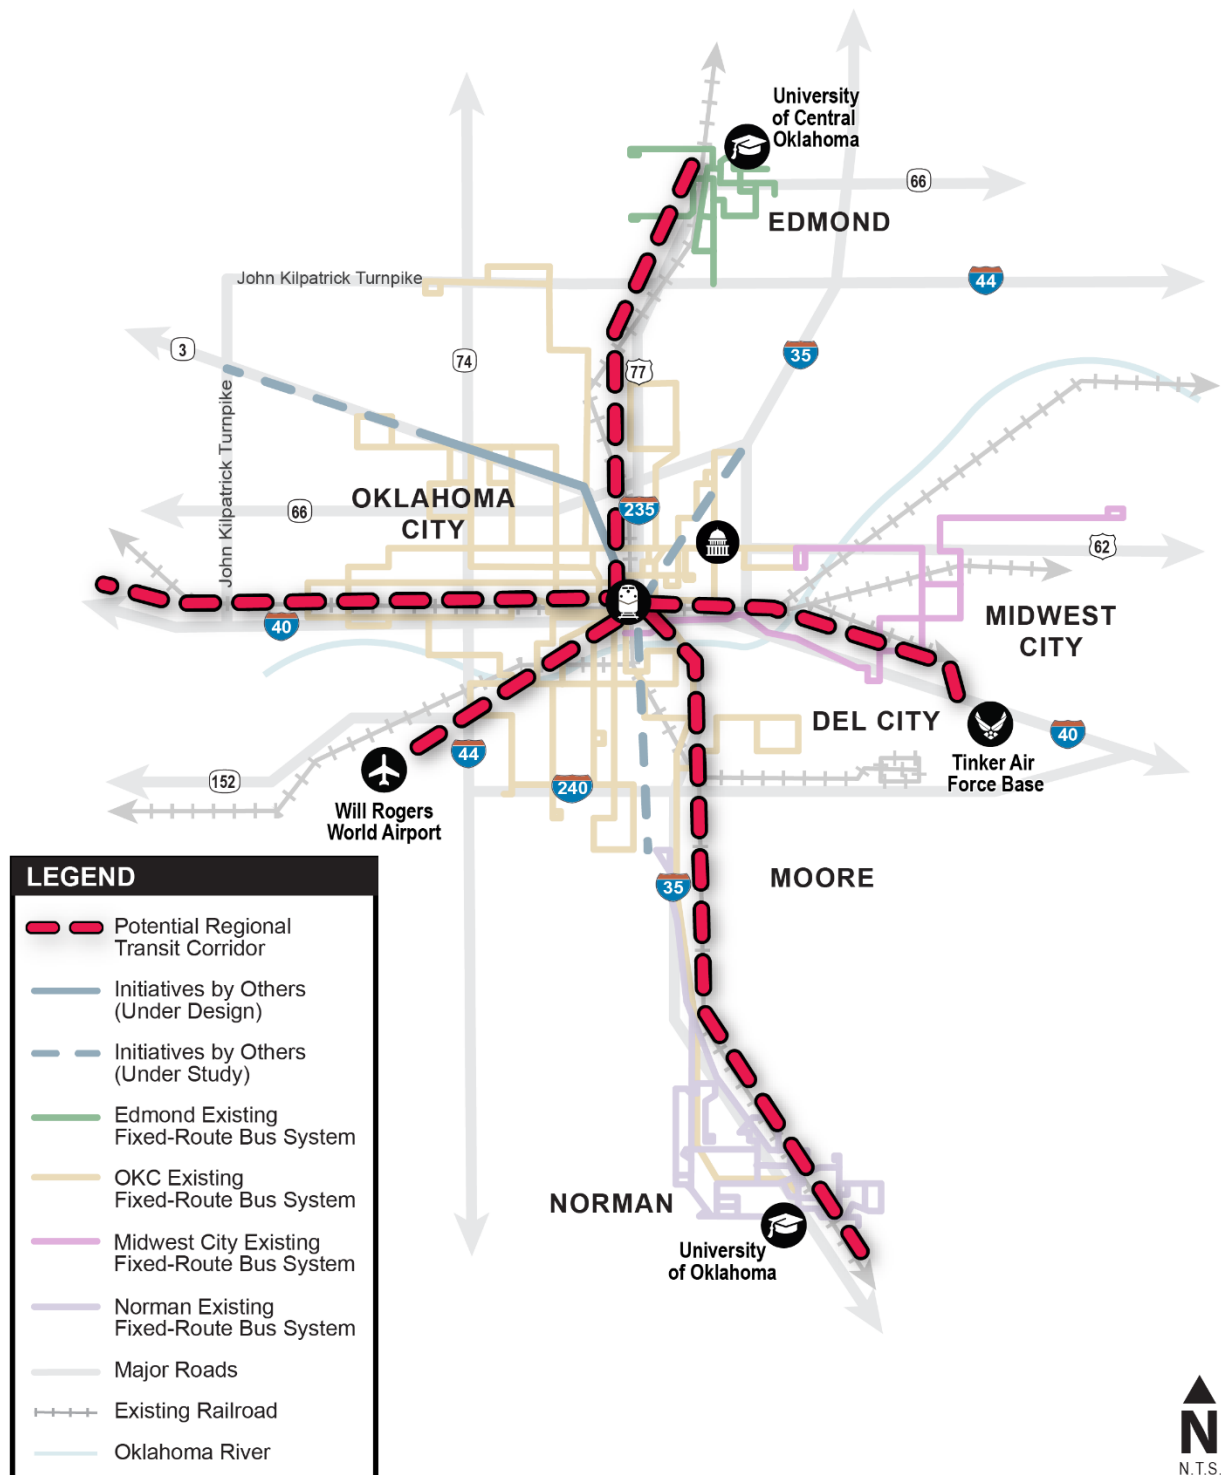 University
of Central
Oklahoma
66
EDMOND
John Kilpatrick Turnpike
44
3
74
35
77
John Kilpatrick Turnpike
OKLAHOMA
CITY
66
235
62
40
MIDWEST
CITY
DEL CITY
40
44
152
Tinker Air
Force Base
240
Will Rogers
World Airport
35
MOORE
LEGEND
Potential Regional
Transit Corridor
Initiatives by Others
(Under Design)
Initiatives by Others
(Under Study)
Edmond Existing
Fixed-Route Bus System
OKC Existing
Fixed-Route Bus System
Midwest City Existing
Fixed-Route Bus System
Norman Existing
Fixed-Route Bus System
Major Roads
Existing Railroad
Oklahoma River
NORMAN
University
of Oklahoma
N
N.T.S.